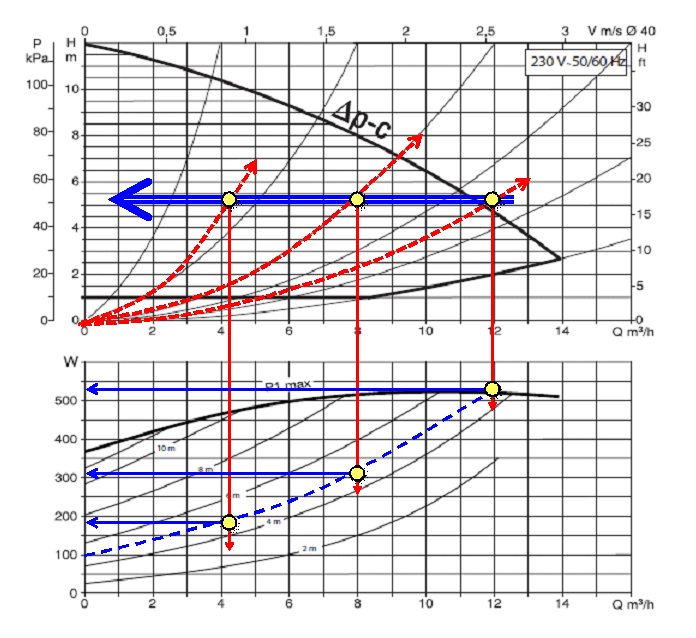 0 0,5 1 1,5 2 2,5 3 V m/s Ø 40
P kPa H m H ft
230 V~50/60 Hz
100 10
30
Δp-c
80 8
25
60 6 20
15
40 4
10
20 2
5
0 0 0
0 2 4 6 8 10 12 14 Q m³/h
W
P1 max
500
400
10 m
8 m
300
6 m
200
4 m
2 m
100
0
0 2 4 6 8 10 12 14 Q m³/h